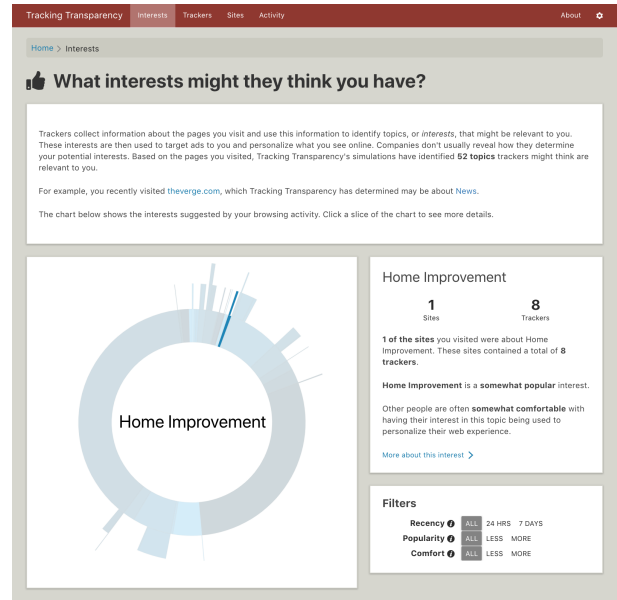 Tracking Transparency Interests Trackers Sites Activity About
Home > Interests
What interests might they think you have?
Trackers collect information about the pages you visit and use this information to identify topics, or interests, that might be relevant to you.
These interests are then used to target ads to you and personalize what you see online. Companies don't usually reveal how they determine
your potential interests. Based on the pages you visited, Tracking Transparency's simulations have identified 52 topics trackers might think are
relevant to you.
For example, you recently visited theverge.com, which Tracking Transparency has determined may be about News.
The chart below shows the interests suggested by your browsing activity. Click a slice of the chart to see more details.
Home Improvement
Home Improvement
1 8
Sites Trackers
1 of the sites you visited were about Home
Improvement. These sites contained a total of 8
trackers.
Home Improvement is a somewhat popular interest.
Other people are often somewhat comfortable with
having their interest in this topic being used to
personalize their web experience.
More about this interest >
Filters
Recency i ALL 24 HRS 7 DAYS
Popularity i ALL LESS MORE
Comfort i ALL LESS MORE